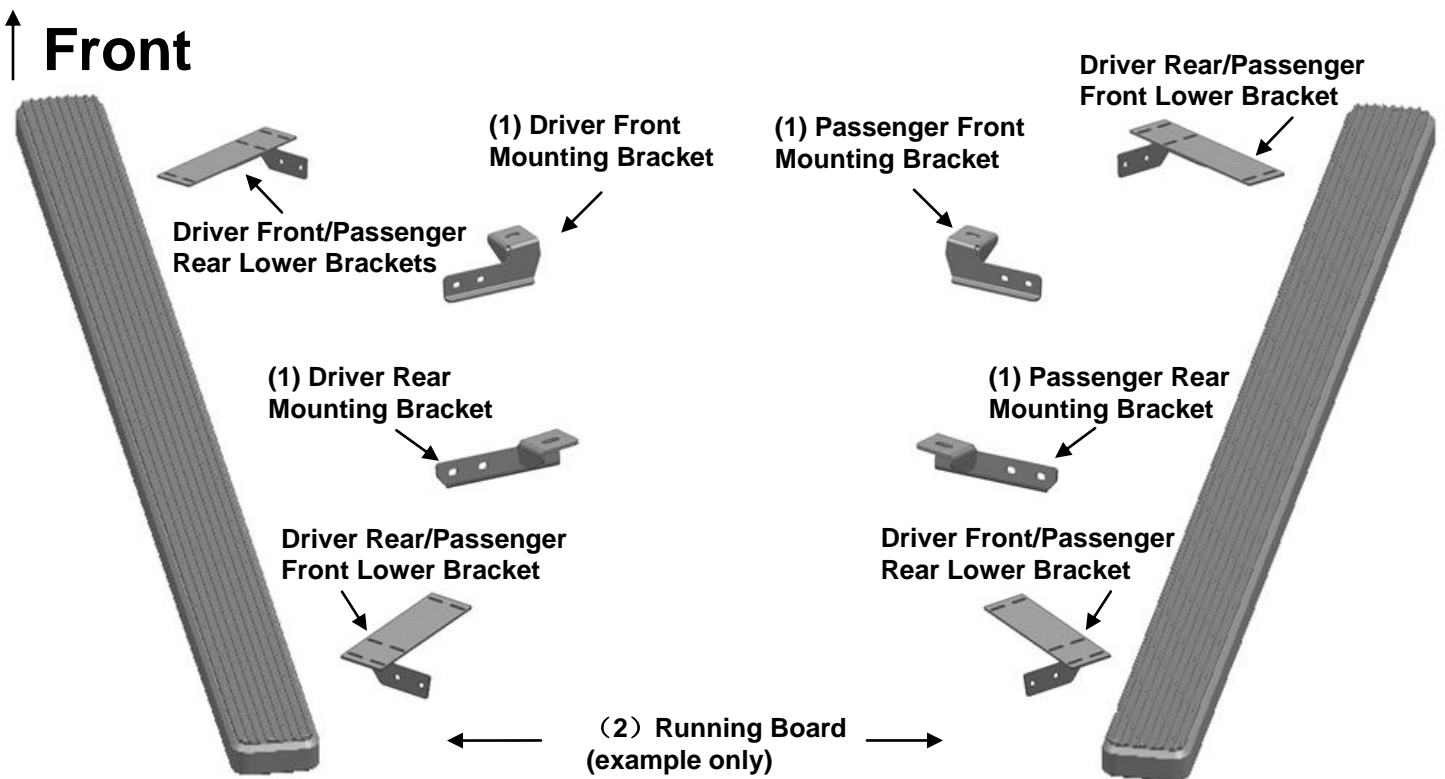 Front
Driver Rear/Passenger
Front Lower Bracket
(1) Driver Front
Mounting Bracket
(1) Passenger Front
Mounting Bracket
Driver Front/Passenger
Rear Lower Brackets
(1) Driver Rear
Mounting Bracket
(1) Passenger Rear
Mounting Bracket
Driver Rear/Passenger
Front Lower Bracket
Driver Front/Passenger
Rear Lower Bracket
（2）Running Board
(example only)